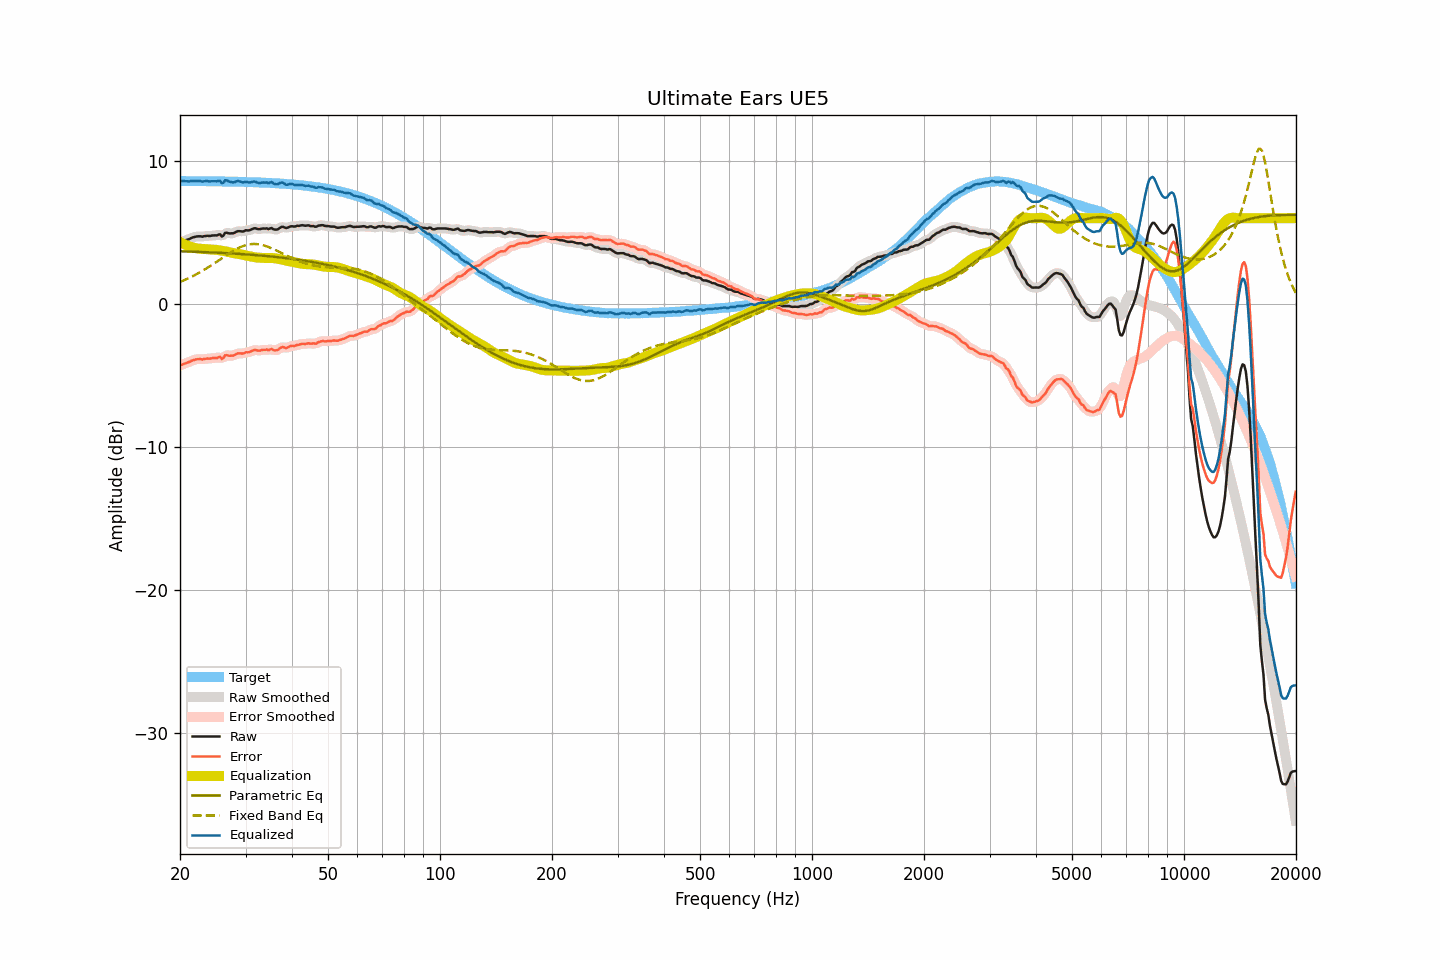 Ultimate Ears UE5
Amplitude (dBr)
10
0
−10
−20
−30
Target
Raw Smoothed
Error Smoothed
Raw
Error
Equalization
Parametric Eq
Fixed Band Eq
Equalized
20 50 100 200 500 1000 2000 5000 10000 20000
Frequency (Hz)